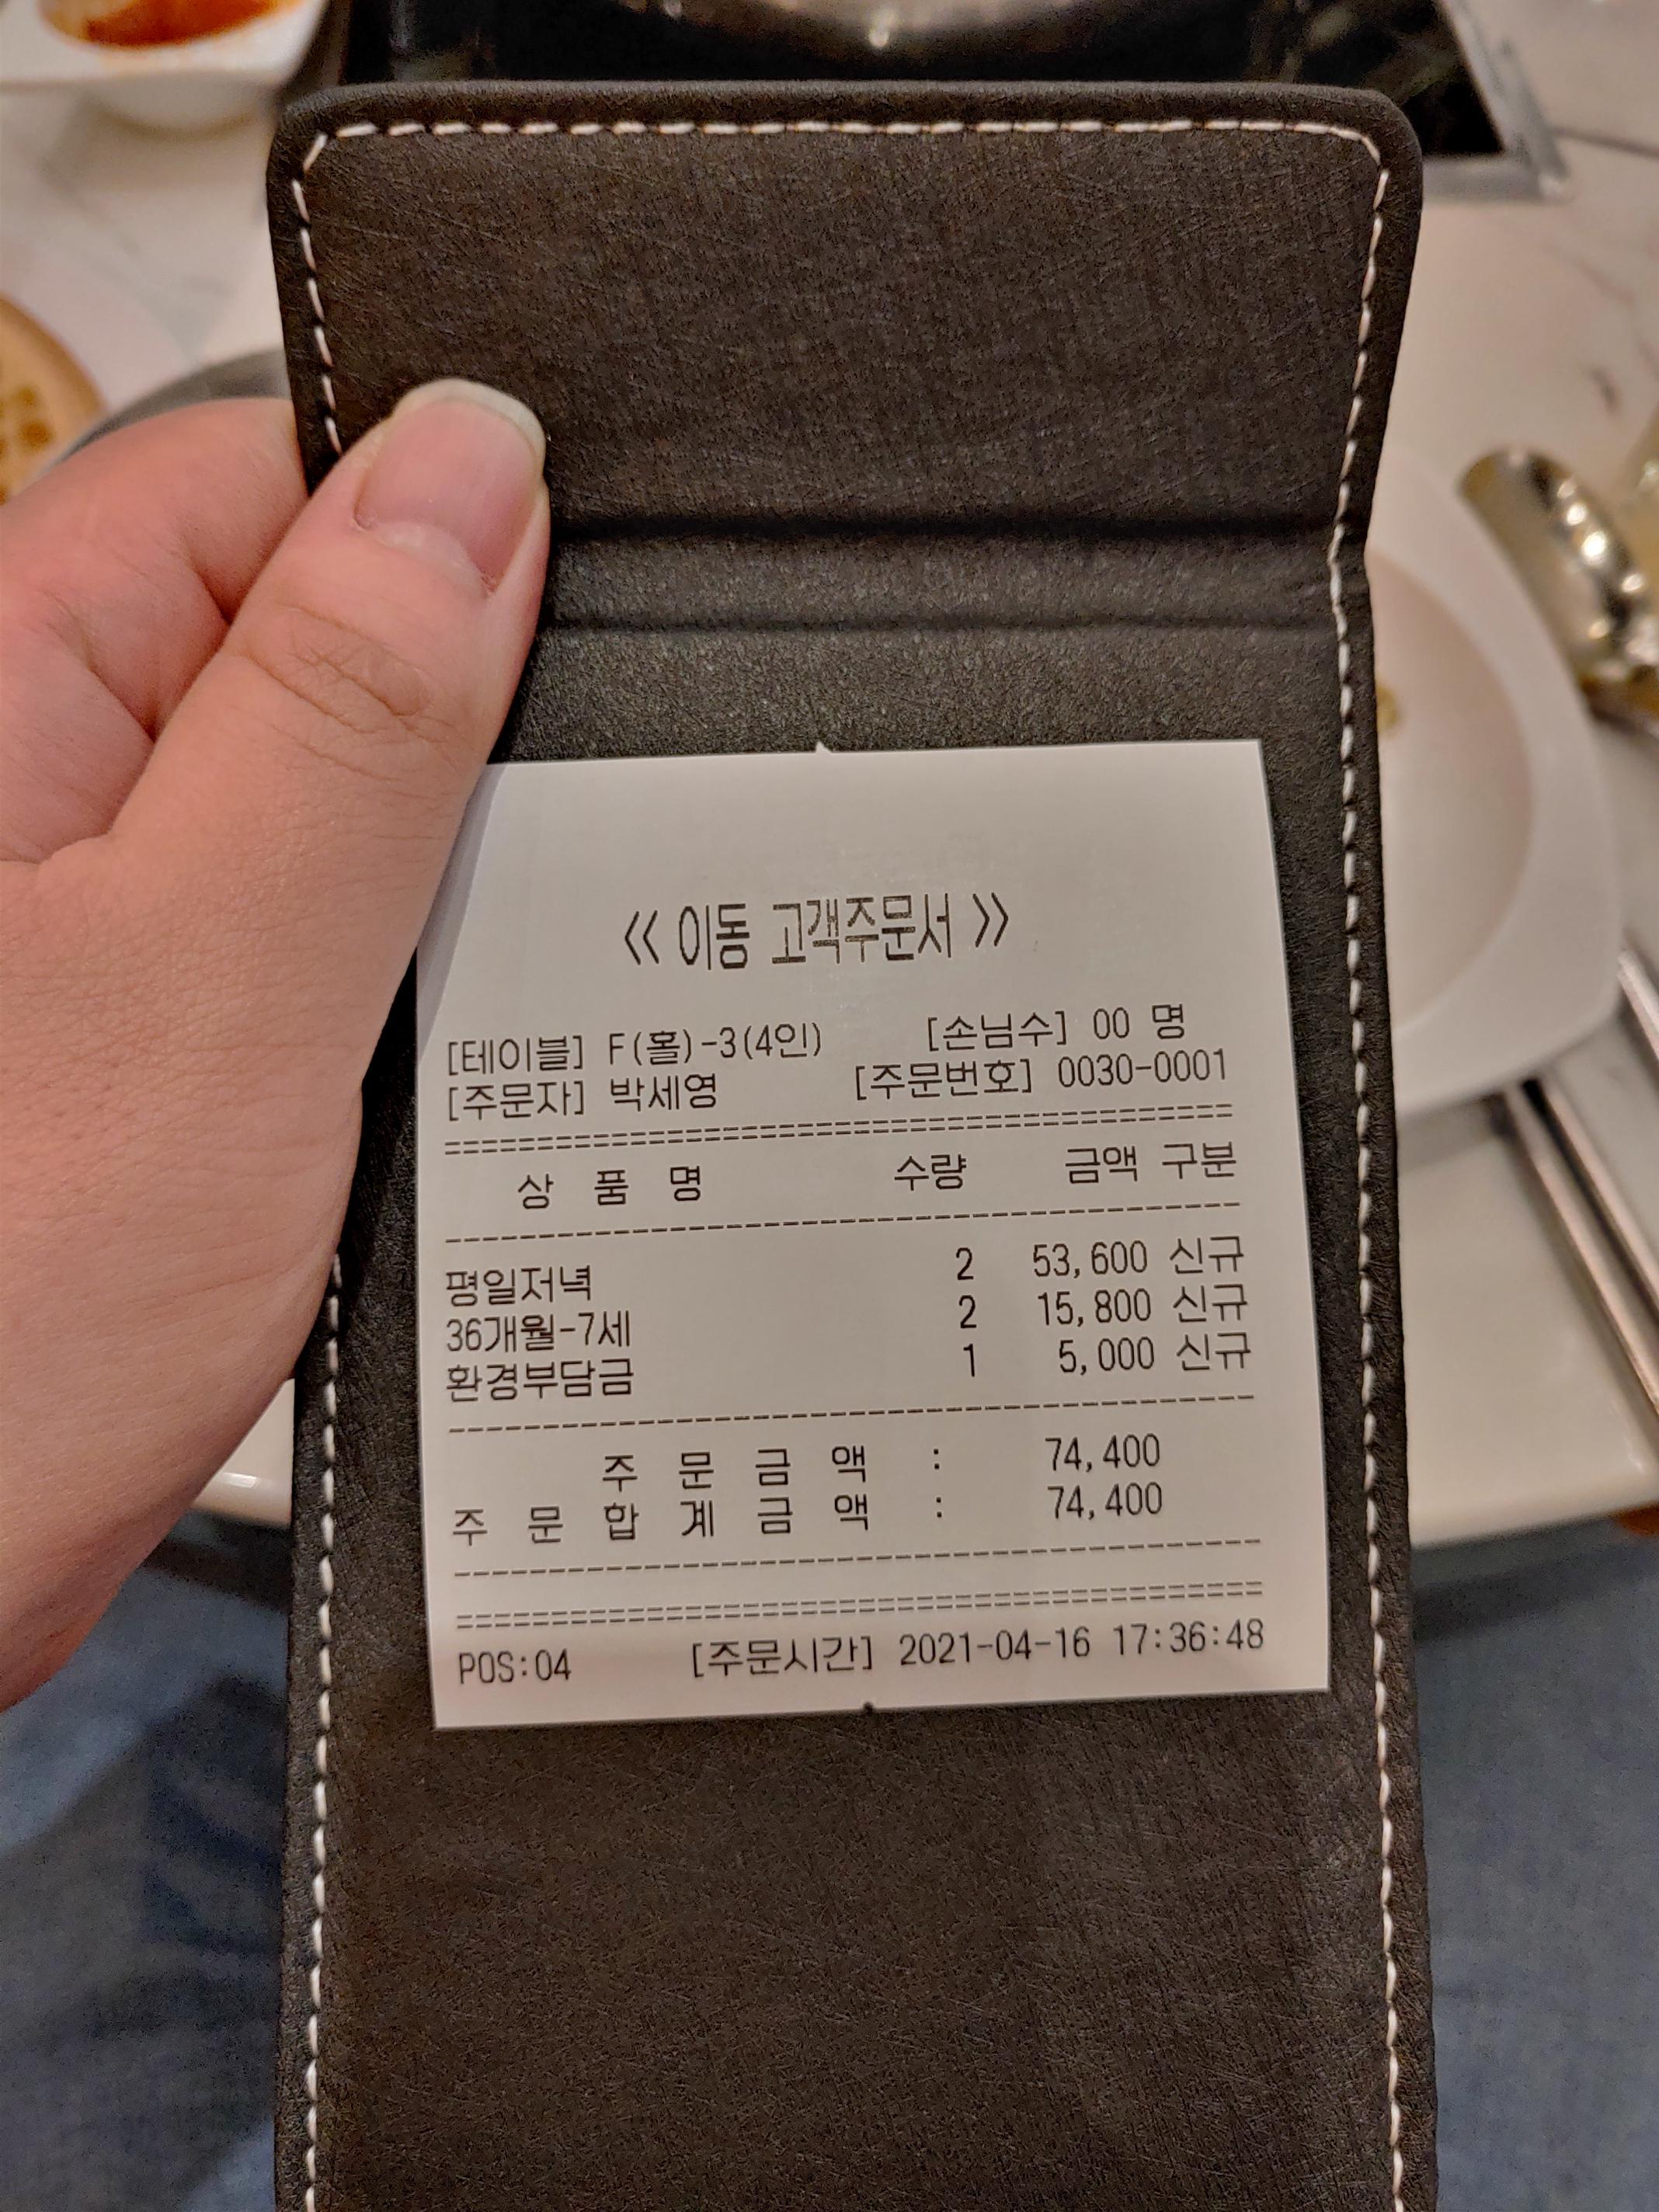 << 이동 고객주문서 >>
[테이블] F(홀)-3(4인) [손님수] 00 명
[주문자] 박세영 [주문번호] 0030-0001
===========================================
상 품 명 수량 금액 구분
-------------------------------------------
평일저녁 2 53,600 신규
36개월-7세 2 15,800 신규
환경부담금 1 5,000 신규
-------------------------------------------
주 문 금 액 : 74,400
주 문 합 계 금 액 : 74,400
-------------------------------------------
===========================================
POS:04 [주문시간] 2021-04-16 17:36:48